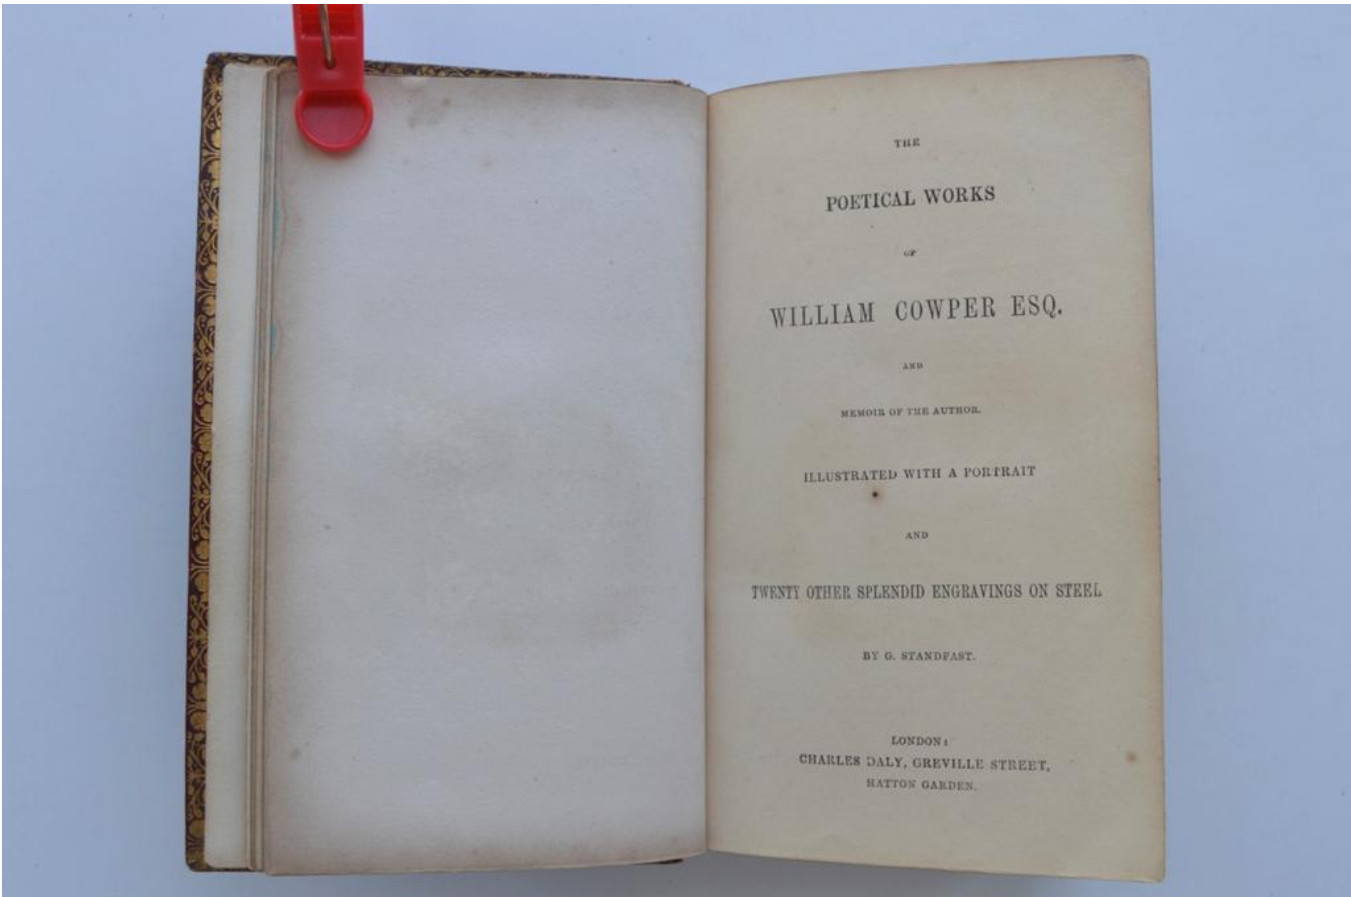 THE
POETICAL WORKS
OF
WILLIAM COWPER ESQ.
AND
MEMOIR OF THE AUTHOR.
ILLUSTRATED WITH A PORTRAIT
AND
TWENTY OTHER SPLENDID ENGRAVINGS ON STEEL
BY G. STANDFAST.
LONDON:
CHARLES DALY, GREVILLE STREET,
HATTON GARDEN.